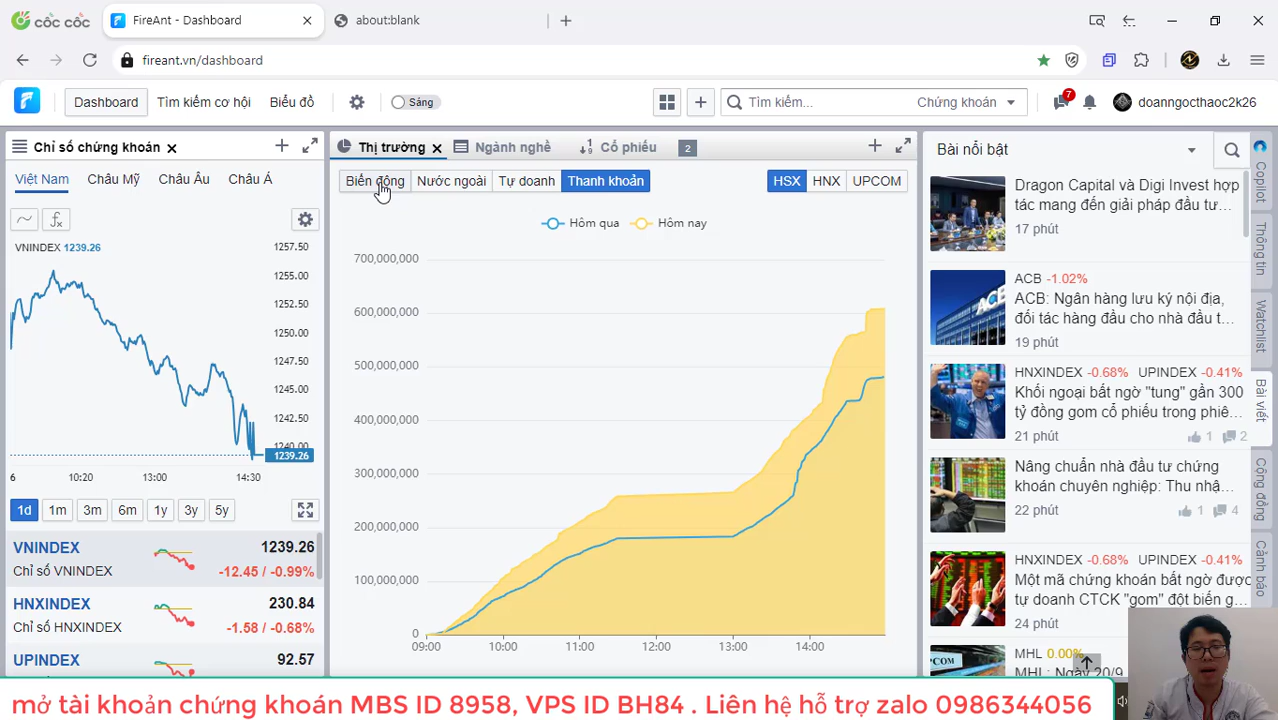 cốc cốc
FireAnt - Dashboard
about:blank
fireant.vn/dashboard
Dashboard
Tìm kiếm cơ hội
Biểu đồ
Sáng
Tìm kiếm...
Chứng khoán
7
doanngocthaoc2k26
Chỉ số chứng khoán
Việt Nam
Châu Mỹ
Châu Âu
Châu Á
VNINDEX 1239.26
1257.50
1255.00
1252.50
1250.00
1247.50
1245.00
1242.50
1240.00
1239.26
6
10:20
13:00
14:30
1d
1m
3m
6m
1y
3y
5y
VNINDEX
1239.26
Chỉ số VNINDEX
-12.45 / -0.99%
HNXINDEX
230.84
Chỉ số HNXINDEX
-1.58 / -0.68%
UPINDEX
92.57
Thị trường
Ngành nghề
Cổ phiếu
2
Biến động
Nước ngoài
Tự doanh
Thanh khoản
HSX
HNX
UPCOM
Hôm qua
Hôm nay
700,000,000
600,000,000
500,000,000
400,000,000
300,000,000
200,000,000
100,000,000
0
09:00
10:00
11:00
12:00
13:00
14:00
Bài nổi bật
Dragon Capital và Digi Invest hợp
tác mang đến giải pháp đầu tư...
17 phút
ACB -1.02%
ACB: Ngân hàng lưu ký nội địa,
đối tác hàng đầu cho nhà đầu t...
19 phút
HNXINDEX -0.68% UPINDEX -0.41%
Khối ngoại bất ngờ "tung" gần 300
tỷ đồng gom cổ phiếu trong phiê...
21 phút
1
2
Nâng chuẩn nhà đầu tư chứng
khoán chuyên nghiệp: Thu nhậ...
22 phút
1
4
HNXINDEX -0.68% UPINDEX -0.41%
Một mã chứng khoán bất ngờ được
tự doanh CTCK "gom" đột biến g...
24 phút
MHL 0.00%
MHL: Ngày 20/9
Copilot
Thông tin
Watchlist
Bài viết
Cộng đồng
Cảnh báo
mở tài khoản chứng khoán MBS ID 8958, VPS ID BH84 . Liên hệ hỗ trợ zalo 0986344056